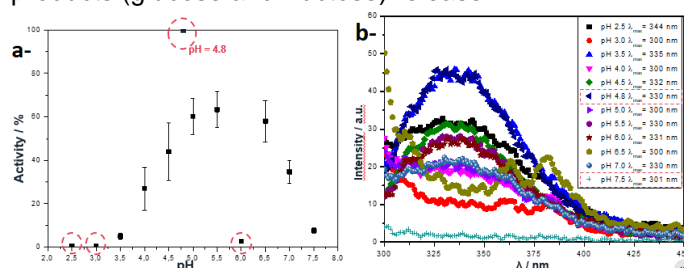 products (glucose and fructose) release
a-
pH = 4.8
Activity / %
100
80
60
40
20
0
2,0 2,5 3,0 3,5 4,0 4,5 5,0 5,5 6,0 6,5 7,0 7,5 8,0
pH
b-
Intensity / a.u.
60
50
40
30
20
10
0
pH 2.5 λmax = 344 nm
pH 3.0 λmax = 300 nm
pH 3.5 λmax = 335 nm
pH 4.0 λmax = 300 nm
pH 4.5 λmax = 332 nm
pH 4.8 λmax = 330 nm
pH 5.0 λmax = 300 nm
pH 5.5 λmax = 330 nm
pH 6.0 λmax = 331 nm
pH 6.5 λmax = 300 nm
pH 7.0 λmax = 330 nm
pH 7.5 λmax = 301 nm
300 325 350 375 400 425 450
λ / nm